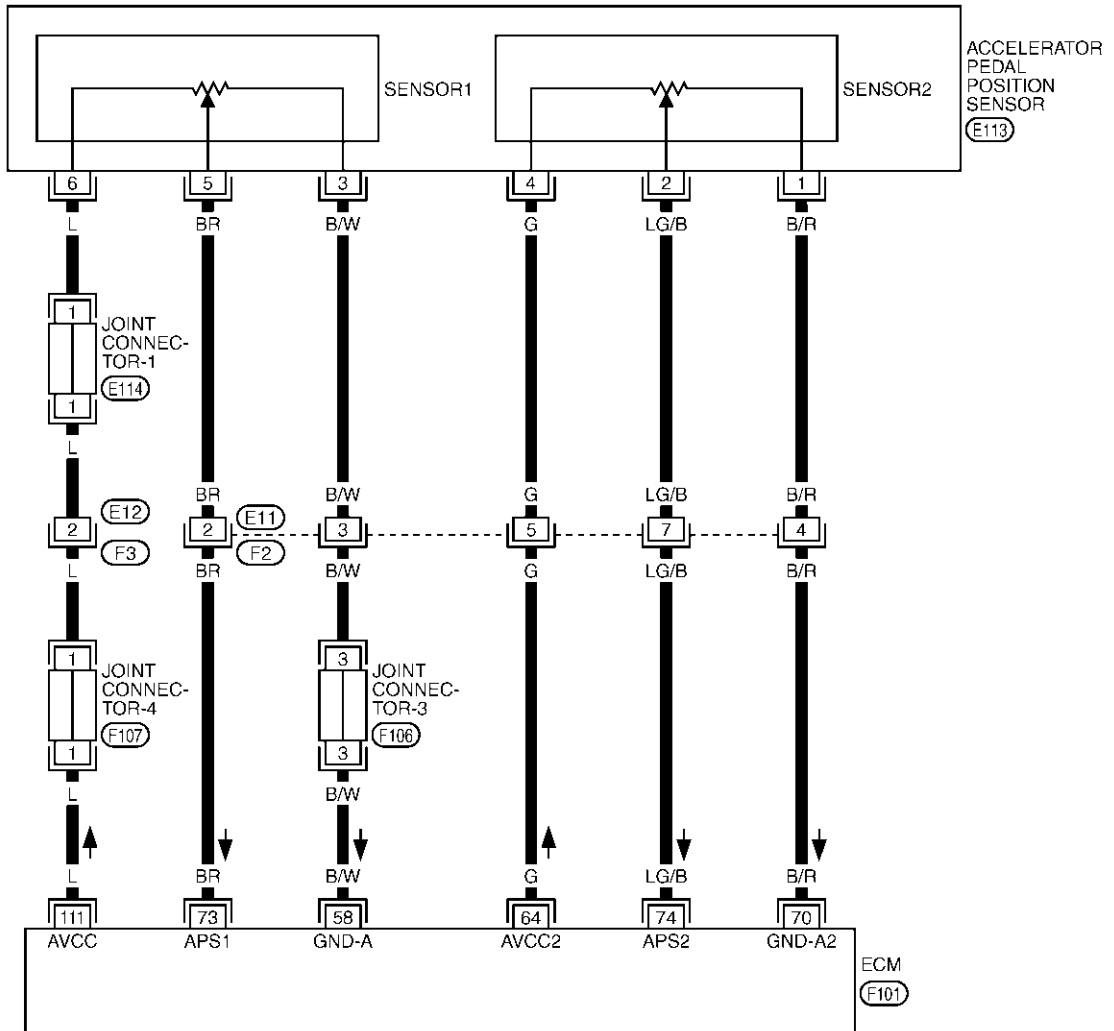 SENSOR1
SENSOR2
ACCELERATOR
PEDAL
POSITION
SENSOR
E113
6 5 3 4 2 1
L BR B/W G LG/B B/R
1
JOINT
CONNEC-
TOR-1
E114
1
L
BR B/W G LG/B B/R
E12 E11
2 2 3 5 7 4
F3 F2
L BR B/W G LG/B B/R
1
JOINT
CONNEC-
TOR-4
F107
1
3
JOINT
CONNEC-
TOR-3
F106
3
L B/W
L BR B/W G LG/B B/R
111 73 58 64 74 70
AVCC APS1 GND-A AVCC2 APS2 GND-A2
ECM
F101